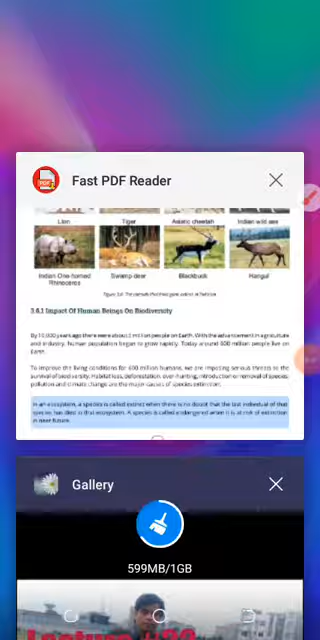 Fast PDF Reader
Lion Tiger Asiatic cheetah Indian wild ass
Indian One-horned Rhinoceros Swamp deer Blackbuck Hangul
3.6.1 Impact Of Human Beings On Biodiversity
By 10,000 years ago there were about 2 million people on Earth. With the advancement in agriculture
and industry, human population began to grow rapidly. Today around 600 million people live on
Earth.
To improve the living conditions for 600 million humans, we are imposing serious threats to the
survival of biodiversity. Habitat loss, deforestation, over-hunting, introduction or removal of species,
pollution and climate change are the major causes of species extinction.
In an ecosystem, a species is called extinct when there is no doubt that the last individual of that
species has died in that ecosystem. A species is called endangered when it is at risk of extinction
in near future.
Gallery
599MB/1GB
Lecture #28